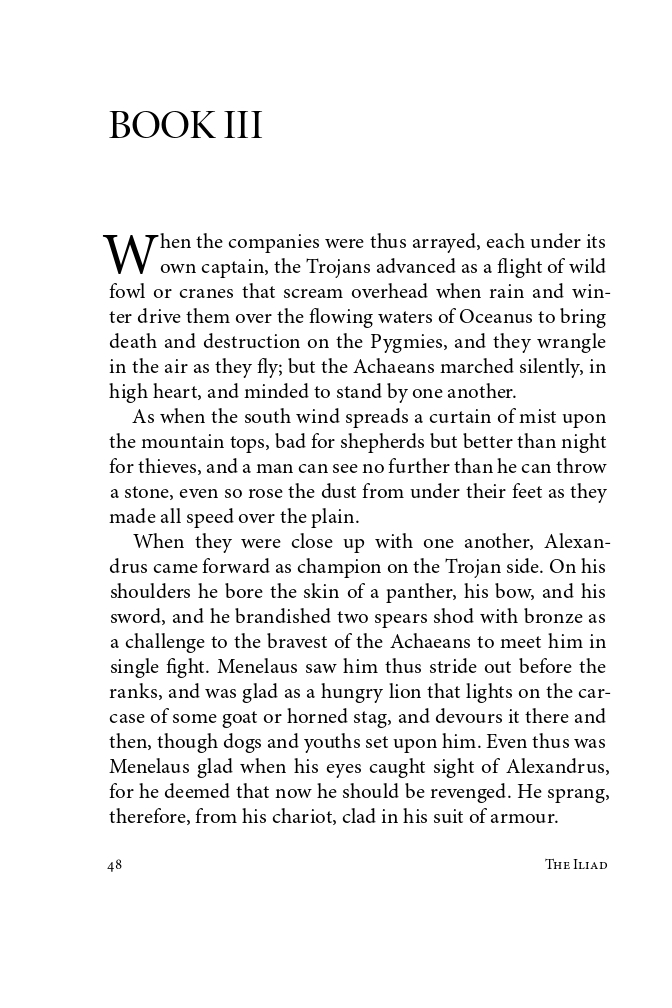 BOOK III
When the companies were thus arrayed, each under its
own captain, the Trojans advanced as a flight of wild
fowl or cranes that scream overhead when rain and win-
ter drive them over the flowing waters of Oceanus to bring
death and destruction on the Pygmies, and they wrangle
in the air as they fly; but the Achaeans marched silently, in
high heart, and minded to stand by one another.
As when the south wind spreads a curtain of mist upon
the mountain tops, bad for shepherds but better than night
for thieves, and a man can see no further than he can throw
a stone, even so rose the dust from under their feet as they
made all speed over the plain.
When they were close up with one another, Alexan-
drus came forward as champion on the Trojan side. On his
shoulders he bore the skin of a panther, his bow, and his
sword, and he brandished two spears shod with bronze as
a challenge to the bravest of the Achaeans to meet him in
single fight. Menelaus saw him thus stride out before the
ranks, and was glad as a hungry lion that lights on the car-
case of some goat or horned stag, and devours it there and
then, though dogs and youths set upon him. Even thus was
Menelaus glad when his eyes caught sight of Alexandrus,
for he deemed that now he should be revenged. He sprang,
therefore, from his chariot, clad in his suit of armour.
48 The Iliad